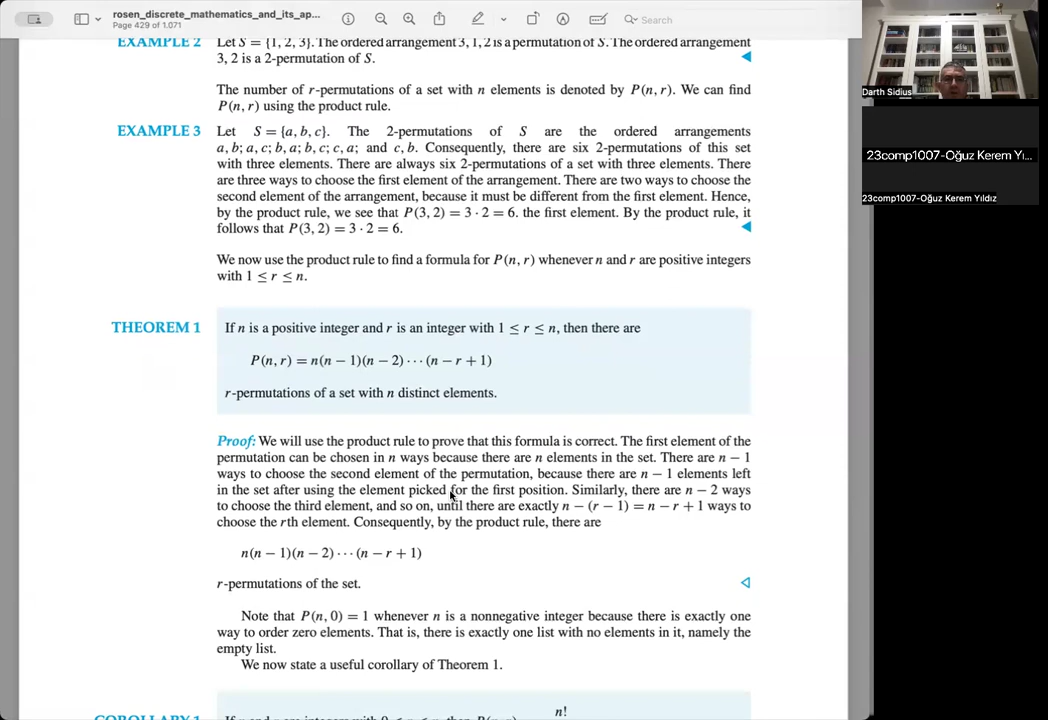 rosen_discrete_mathematics_and_its_ap...
Page 429 of 1.071
Search
EXAMPLE 2 Let S = {1, 2, 3}. The ordered arrangement 3, 1, 2 is a permutation of S. The ordered arrangement
3, 2 is a 2-permutation of S.
The number of r-permutations of a set with n elements is denoted by P(n, r). We can find
P(n, r) using the product rule.
EXAMPLE 3 Let S = {a, b, c}. The 2-permutations of S are the ordered arrangements
a, b; a, c; b, a; b, c; c, a; and c, b. Consequently, there are six 2-permutations of this set
with three elements. There are always six 2-permutations of a set with three elements. There
are three ways to choose the first element of the arrangement. There are two ways to choose the
second element of the arrangement, because it must be different from the first element. Hence,
by the product rule, we see that P(3, 2) = 3 · 2 = 6. the first element. By the product rule, it
follows that P(3, 2) = 3 · 2 = 6.
We now use the product rule to find a formula for P(n, r) whenever n and r are positive integers
with 1 ≤ r ≤ n.
THEOREM 1 If n is a positive integer and r is an integer with 1 ≤ r ≤ n, then there are
P(n, r) = n(n − 1)(n − 2) · · · (n − r + 1)
r-permutations of a set with n distinct elements.
Proof: We will use the product rule to prove that this formula is correct. The first element of the
permutation can be chosen in n ways because there are n elements in the set. There are n − 1
ways to choose the second element of the permutation, because there are n − 1 elements left
in the set after using the element picked for the first position. Similarly, there are n − 2 ways
to choose the third element, and so on, until there are exactly n − (r − 1) = n − r + 1 ways to
choose the rth element. Consequently, by the product rule, there are
n(n − 1)(n − 2) · · · (n − r + 1)
r-permutations of the set.
Note that P(n, 0) = 1 whenever n is a nonnegative integer because there is exactly one
way to order zero elements. That is, there is exactly one list with no elements in it, namely the
empty list.
We now state a useful corollary of Theorem 1.
n!
COROLLARY 1
Darth Sidius
23comp1007-Oğuz Kerem Yı...
23comp1007-Oğuz Kerem Yıldız